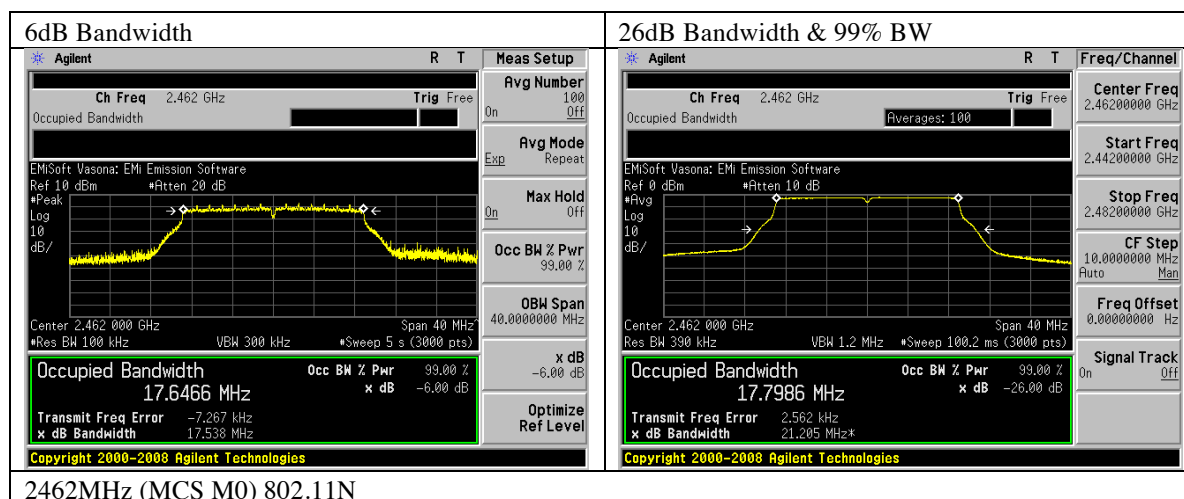 6dB Bandwidth
Agilent R T
Ch Freq 2.462 GHz Trig Free
Occupied Bandwidth
EMiSoft Vasona: EMi Emission Software
Ref 10 dBm #Atten 20 dB
#Peak
Log
10
dB/
Center 2.462 000 GHz Span 40 MHz^
#Res BW 100 kHz VBW 300 kHz #Sweep 5 s (3000 pts)
Occupied Bandwidth Occ BW % Pwr 99.00 %
17.6466 MHz x dB -6.00 dB
Transmit Freq Error -7.267 kHz
x dB Bandwidth 17.538 MHz
Copyright 2000-2008 Agilent Technologies
Meas Setup
Avg Number
100
On Off
Avg Mode
Exp Repeat
Max Hold
On Off
Occ BW % Pwr
99.00 %
OBW Span
40.0000000 MHz
x dB
-6.00 dB
Optimize
Ref Level
26dB Bandwidth & 99% BW
Agilent R T
Ch Freq 2.462 GHz Trig Free
Occupied Bandwidth Averages: 100
EMiSoft Vasona: EMi Emission Software
Ref 0 dBm #Atten 10 dB
#Avg
Log
10
dB/
Center 2.462 000 GHz Span 40 MHz
Res BW 390 kHz VBW 1.2 MHz #Sweep 100.2 ms (3000 pts)
Occupied Bandwidth Occ BW % Pwr 99.00 %
17.7986 MHz x dB -26.00 dB
Transmit Freq Error 2.562 kHz
x dB Bandwidth 21.205 MHz*
Copyright 2000-2008 Agilent Technologies
Freq/Channel
Center Freq
2.46200000 GHz
Start Freq
2.44200000 GHz
Stop Freq
2.48200000 GHz
CF Step
10.0000000 MHz
Auto Man
Freq Offset
0.00000000 Hz
Signal Track
On Off
2462MHz (MCS M0) 802.11N